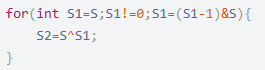 for(int S1=S;S1!=0;S1=(S1-1)&S){
    S2=S^S1;
}